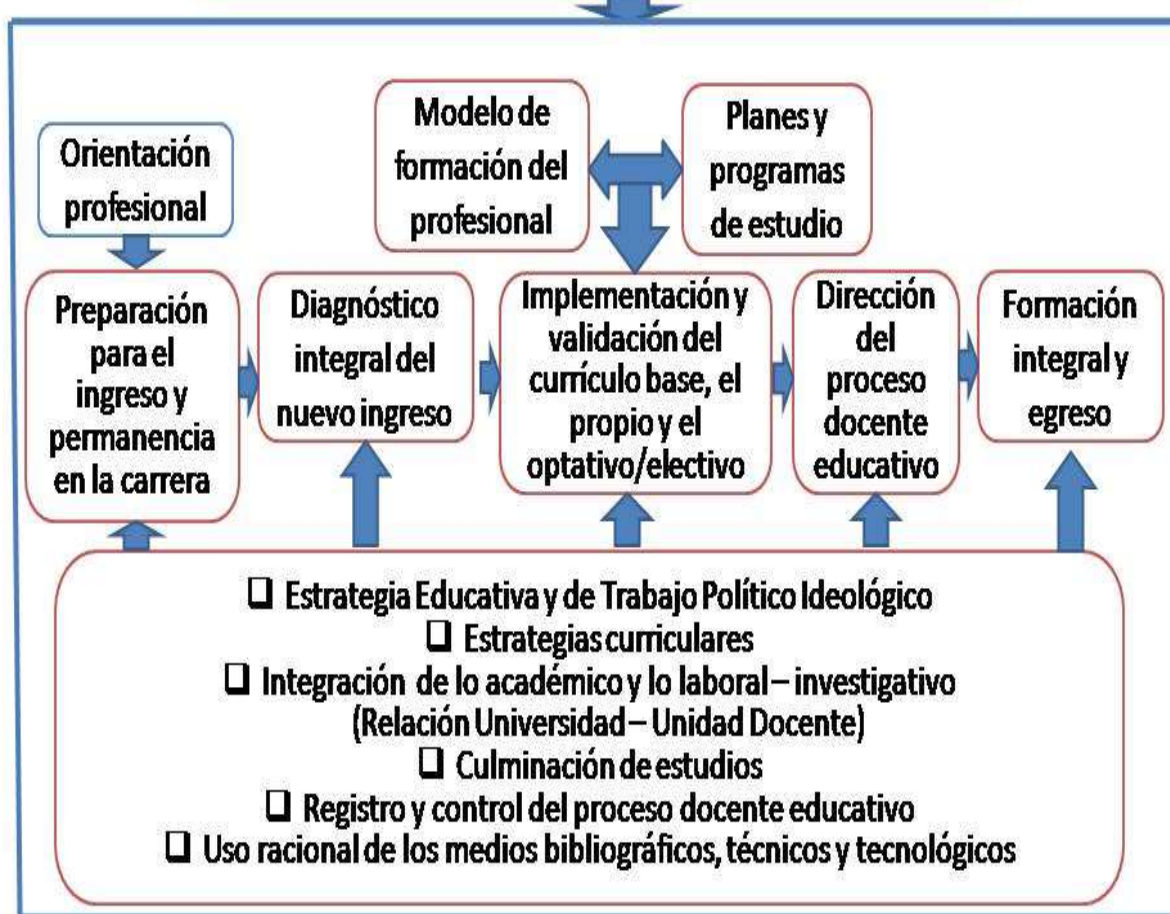 Modelo de
formación del
profesional
Planes y
programas
de estudio
Orientación
profesional
Preparación
para el
ingreso y
permanencia
en la carrera
Diagnóstico
integral del
nuevo ingreso
Implementación y
validación del
currículo base, el
propio y el
optativo/electivo
Dirección
del
proceso
docente
educativo
Formación
integral y
egreso
❑ Estrategia Educativa y de Trabajo Político Ideológico
❑ Estrategias curriculares
❑ Integración de lo académico y lo laboral – investigativo
(Relación Universidad – Unidad Docente)
❑ Culminación de estudios
❑ Registro y control del proceso docente educativo
❑ Uso racional de los medios bibliográficos, técnicos y tecnológicos